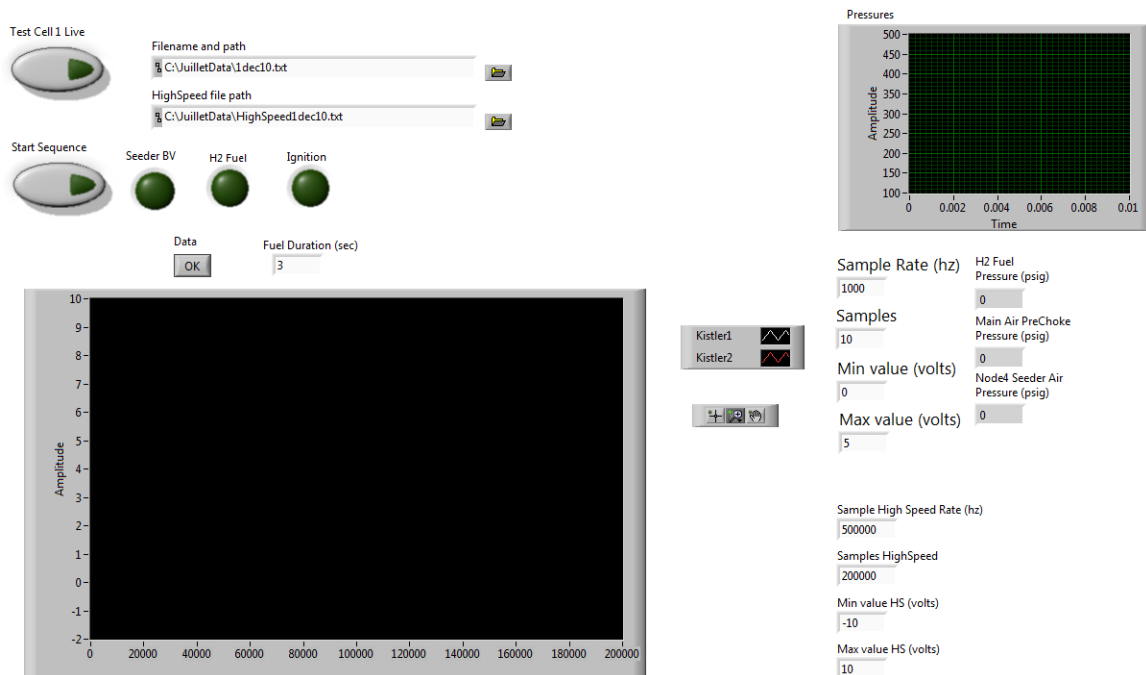 Test Cell 1 Live
Filename and path
C:\JuilletData\1dec10.txt
HighSpeed file path
C:\JuilletData\HighSpeed1dec10.txt
Start Sequence
Seeder BV
H2 Fuel
Ignition
Data
OK
Fuel Duration (sec)
3
Amplitude
10
9
8
7
6
5
4
3
2
1
0
-1
-2
0 20000 40000 60000 80000 100000 120000 140000 160000 180000 200000
Kistler1
Kistler2
Pressures
Amplitude
500
450
400
350
300
250
200
150
100
0 0.002 0.004 0.006 0.008 0.01
Time
Sample Rate (hz)
1000
Samples
10
Min value (volts)
0
Max value (volts)
5
H2 Fuel
Pressure (psig)
0
Main Air PreChoke
Pressure (psig)
0
Node4 Seeder Air
Pressure (psig)
0
Sample High Speed Rate (hz)
500000
Samples HighSpeed
200000
Min value HS (volts)
-10
Max value HS (volts)
10